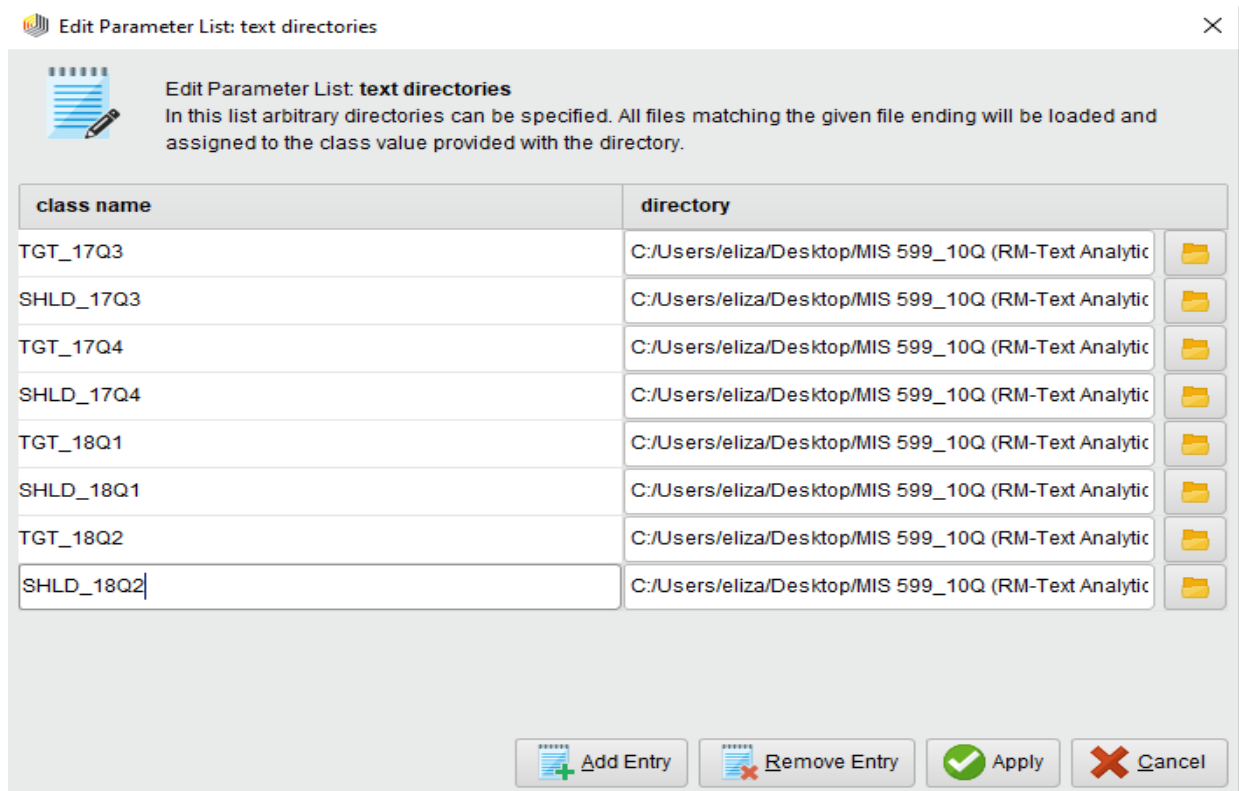 Edit Parameter List: text directories
Edit Parameter List: text directories
In this list arbitrary directories can be specified. All files matching the given file ending will be loaded and
assigned to the class value provided with the directory.
class name directory
TGT_17Q3 C:/Users/eliza/Desktop/MIS 599_10Q (RM-Text Analytic
SHLD_17Q3 C:/Users/eliza/Desktop/MIS 599_10Q (RM-Text Analytic
TGT_17Q4 C:/Users/eliza/Desktop/MIS 599_10Q (RM-Text Analytic
SHLD_17Q4 C:/Users/eliza/Desktop/MIS 599_10Q (RM-Text Analytic
TGT_18Q1 C:/Users/eliza/Desktop/MIS 599_10Q (RM-Text Analytic
SHLD_18Q1 C:/Users/eliza/Desktop/MIS 599_10Q (RM-Text Analytic
TGT_18Q2 C:/Users/eliza/Desktop/MIS 599_10Q (RM-Text Analytic
SHLD_18Q2 C:/Users/eliza/Desktop/MIS 599_10Q (RM-Text Analytic
Add Entry Remove Entry Apply Cancel